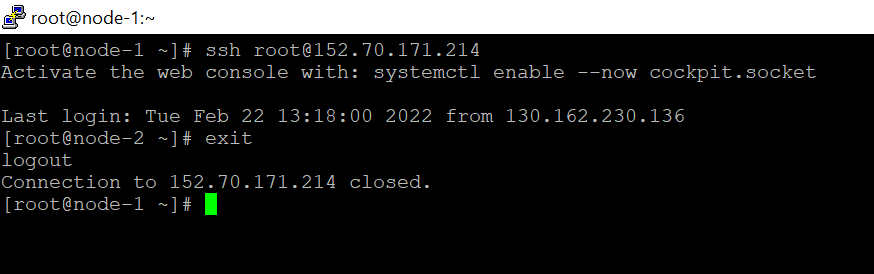 root@node-1:~
[root@node-1 ~]# ssh root@152.70.171.214
Activate the web console with: systemctl enable --now cockpit.socket
Last login: Tue Feb 22 13:18:00 2022 from 130.162.230.136
[root@node-2 ~]# exit
logout
Connection to 152.70.171.214 closed.
[root@node-1 ~]#